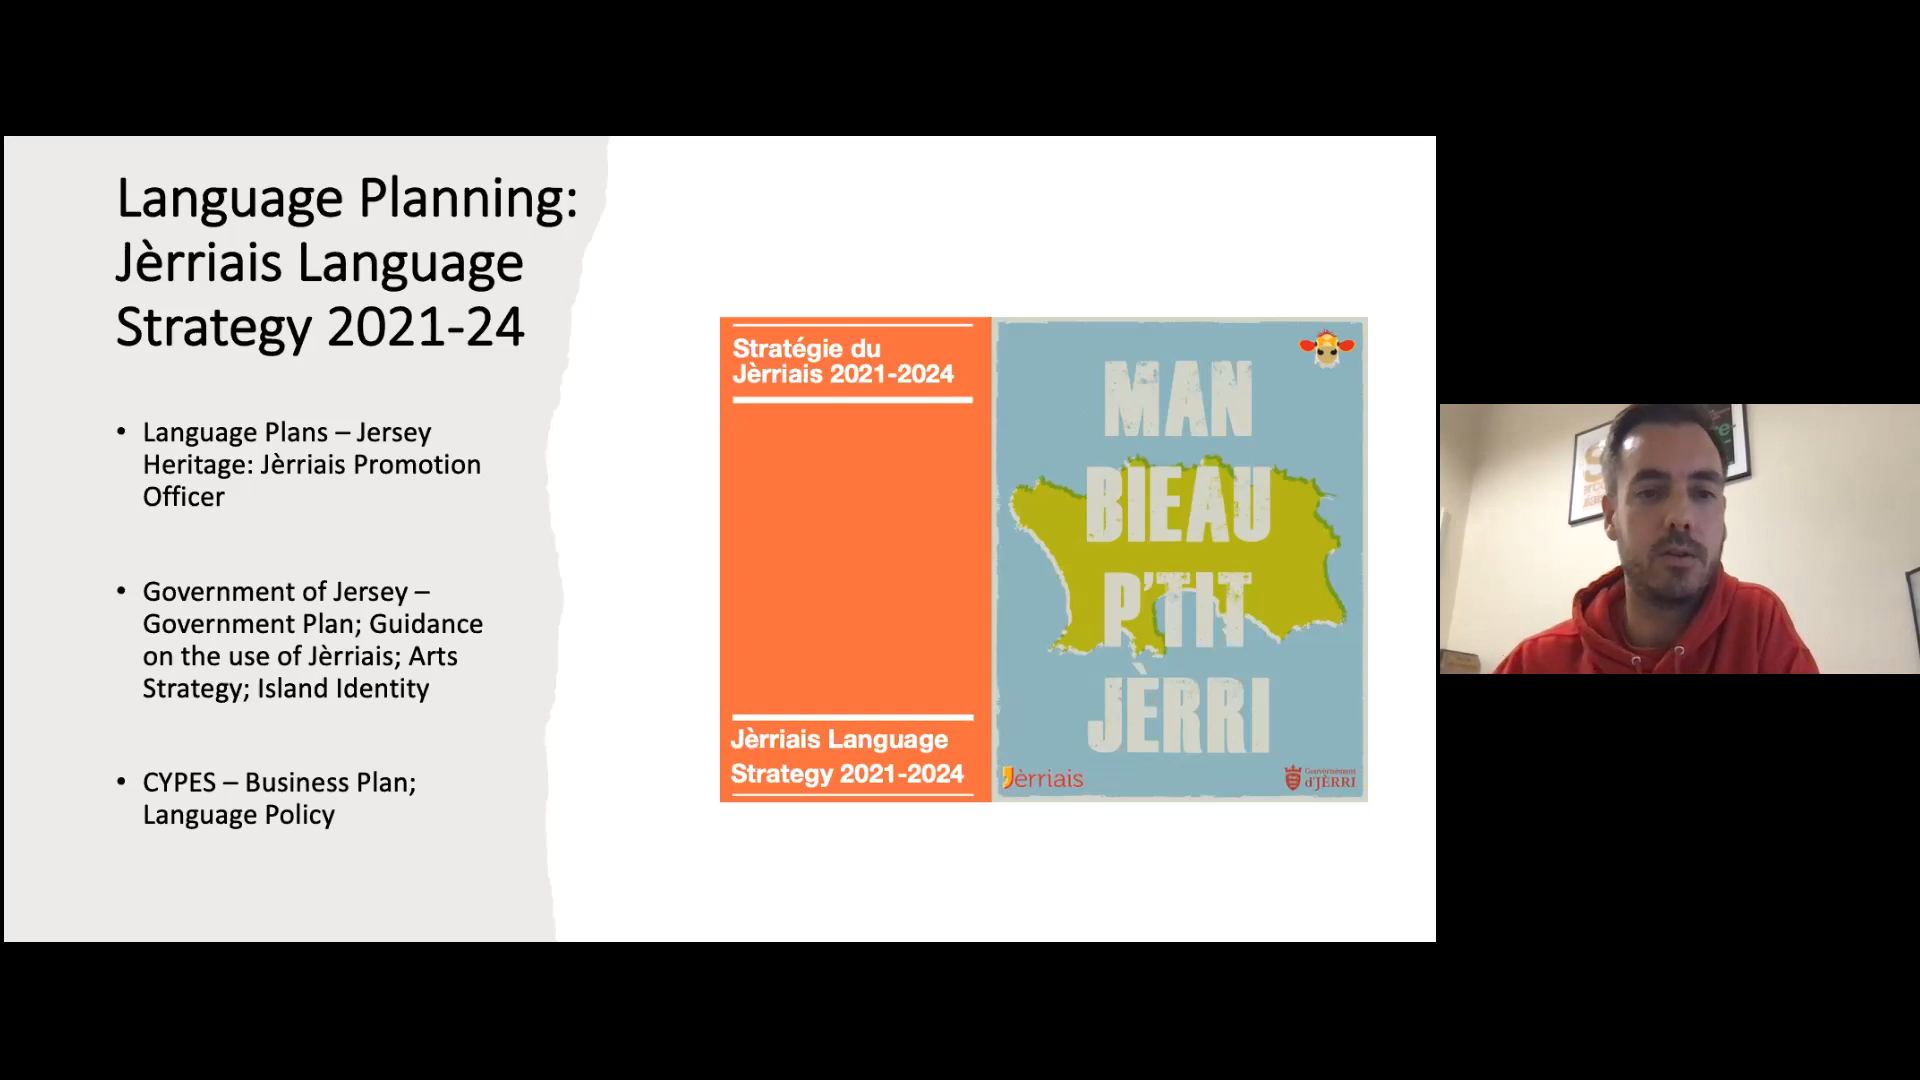 Language Planning:
Jèrriais Language
Strategy 2021-24
• Language Plans – Jersey
Heritage: Jèrriais Promotion
Officer
• Government of Jersey –
Government Plan; Guidance
on the use of Jèrriais; Arts
Strategy; Island Identity
• CYPES – Business Plan;
Language Policy
Stratégie du
Jèrriais 2021-2024
Jèrriais Language
Strategy 2021-2024
MAN
BIEAU
P'TIT
JÈRRI
Jèrriais
Gouvernément
d'JÈRRI